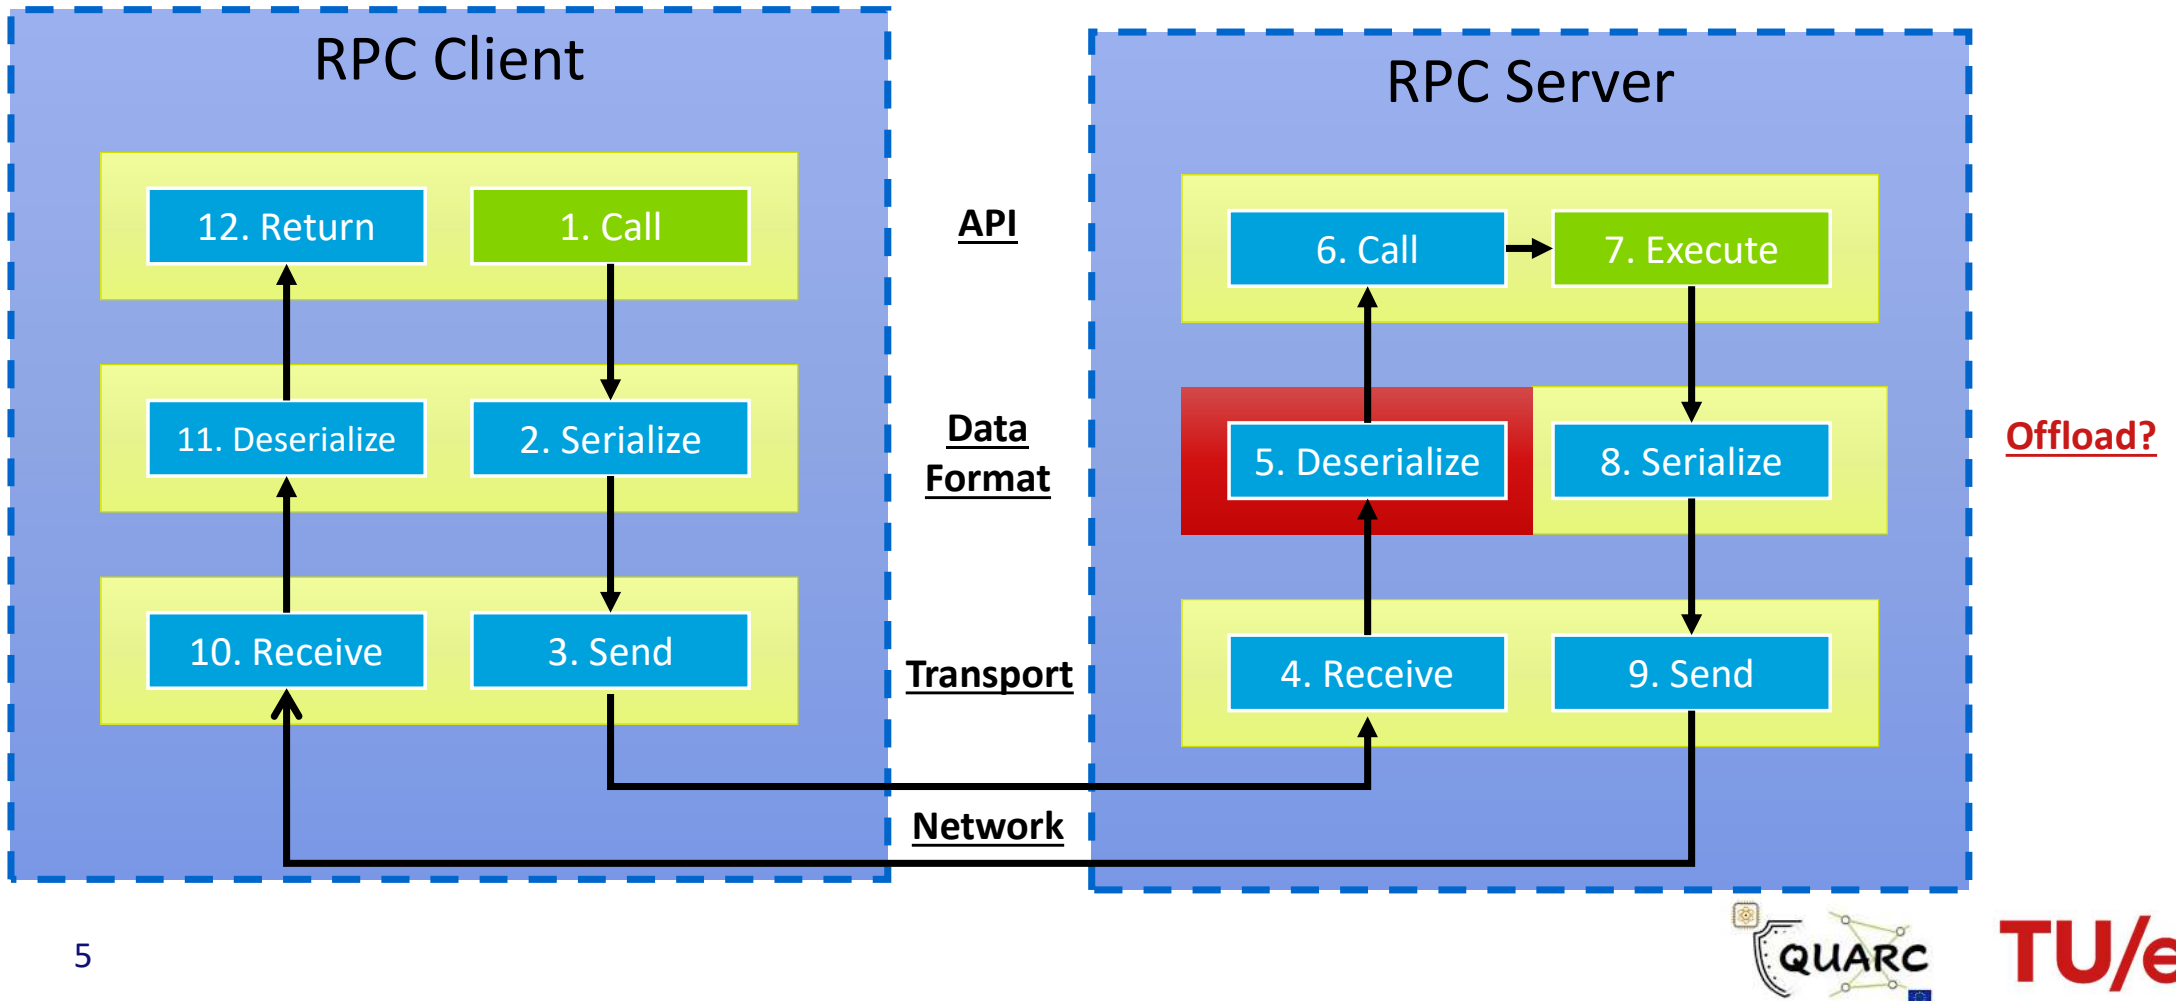 RPC Client
12. Return
1. Call
11. Deserialize
2. Serialize
10. Receive
3. Send
API
Data
Format
Transport
Network
RPC Server
6. Call
7. Execute
5. Deserialize
8. Serialize
4. Receive
9. Send
Offload?
5
QUARC
TU/e